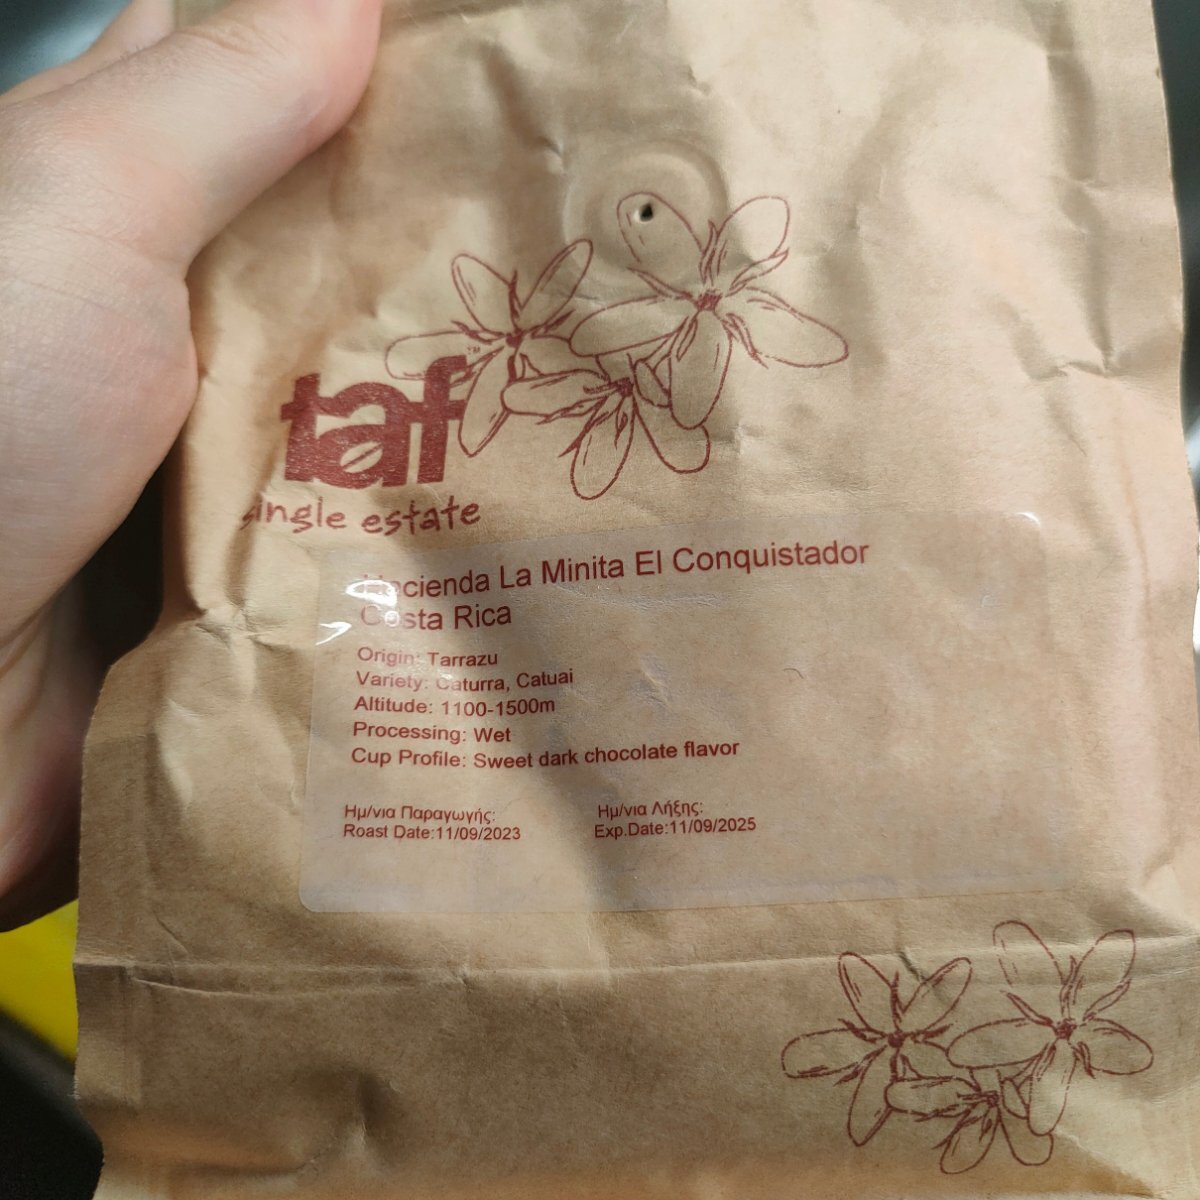 taf™
single estate
Hacienda La Minita El Conquistador
Costa Rica
Origin: Tarrazu
Variety: Caturra, Catuai
Altitude: 1100-1500m
Processing: Wet
Cup Profile: Sweet dark chocolate flavor
Ημ/νια Παραγωγής: Ημ/νια Λήξης:
Roast Date:11/09/2023 Exp.Date:11/09/2025